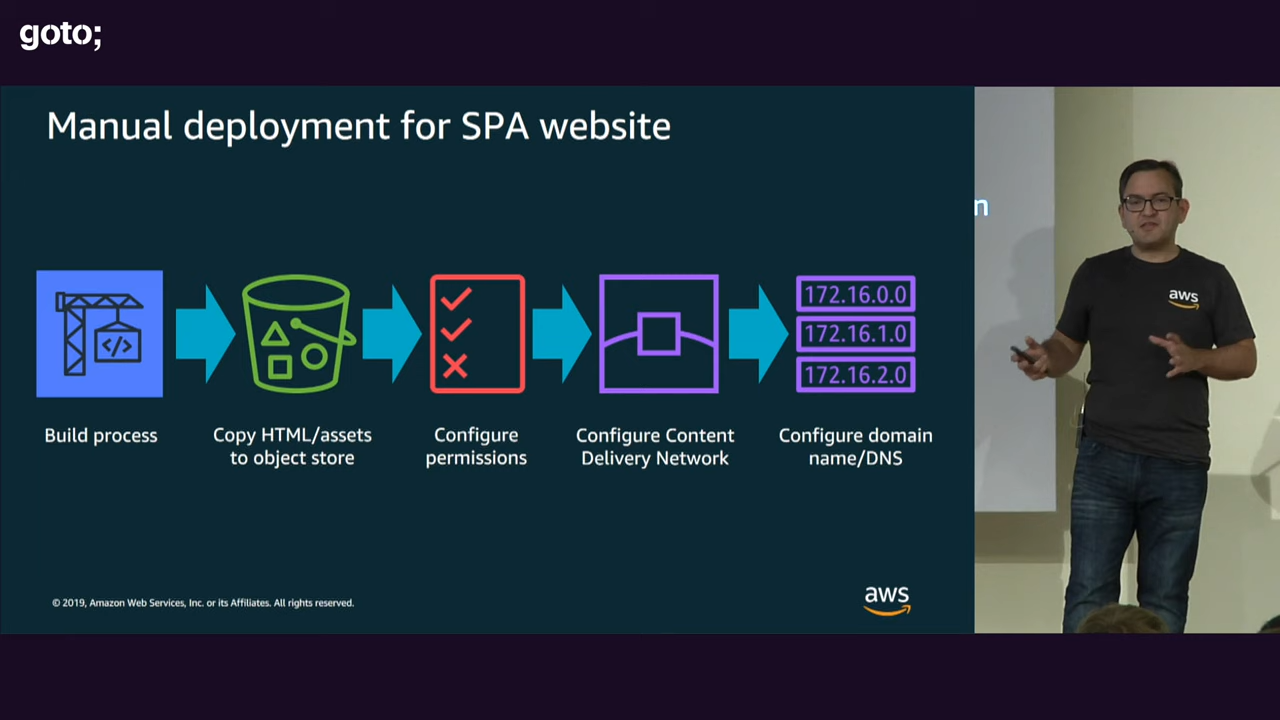 goto;
Manual deployment for SPA website
172.16.0.0
172.16.1.0
172.16.2.0
Build process
Copy HTML/assets
to object store
Configure
permissions
Configure Content
Delivery Network
Configure domain
name/DNS
© 2019, Amazon Web Services, Inc. or its Affiliates. All rights reserved.
aws
n
aws